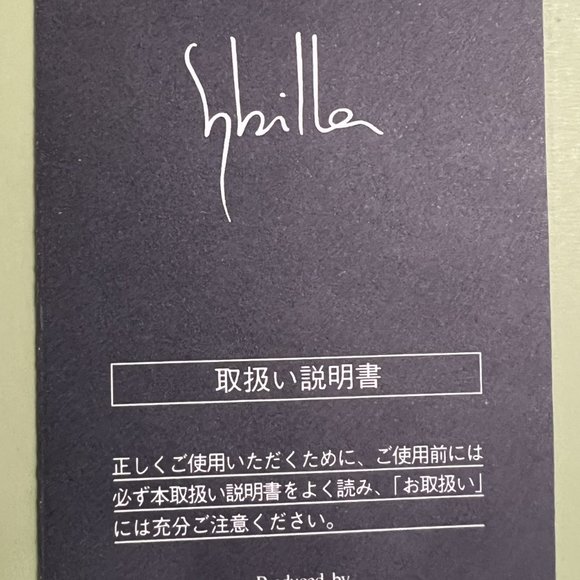 Sybilla
取扱い説明書
正しくご使用いただくために、ご使用前には
必ず本取扱い説明書をよく読み、「お取扱い」
には充分ご注意ください。
Produced by